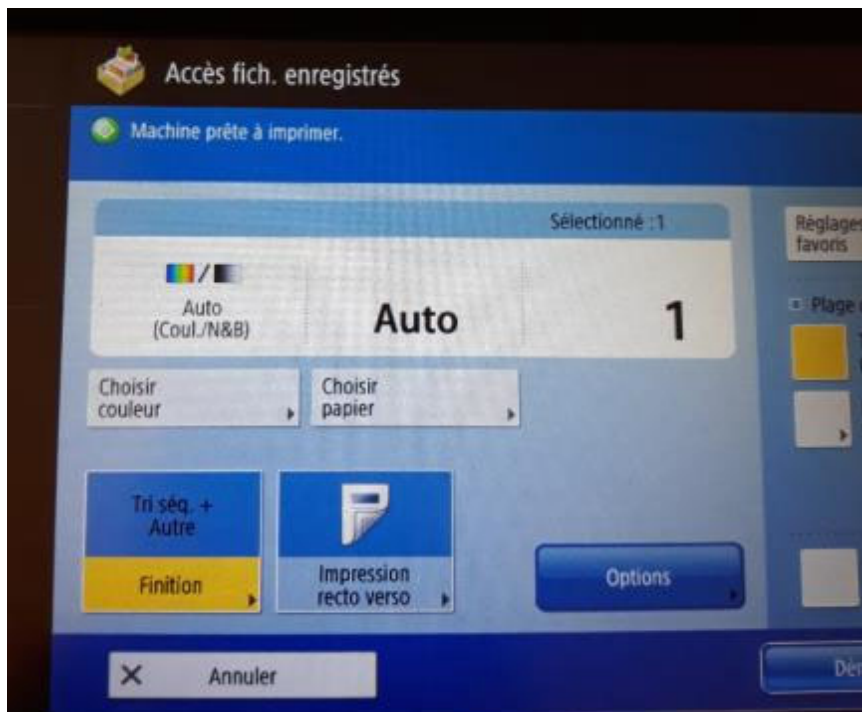 Accès fich. enregistrés
Machine prête à imprimer.
Sélectionné :1
Auto
(Coul./N&B)
Auto
1
Choisir
couleur
Choisir
papier
Tri séq. +
Autre
Finition
Impression
recto verso
Options
Annuler
Réglages
favoris
Plage